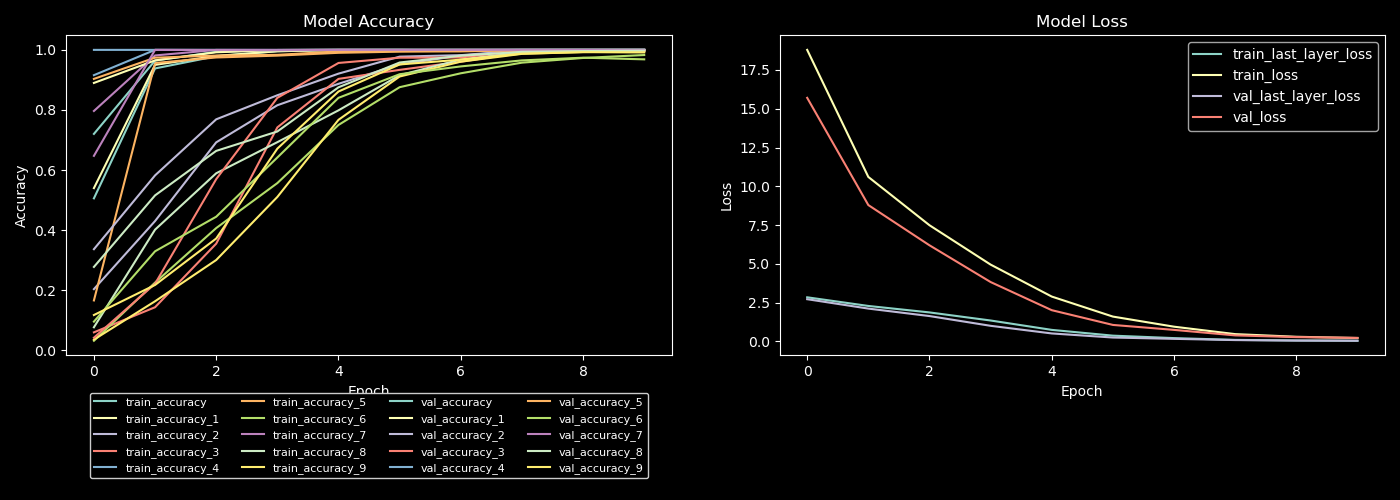 Model Accuracy
1.0
0.8
0.6
0.4
0.2
0.0
Accuracy
0 2 4 6 8
Epoch
train_accuracy train_accuracy_5 val_accuracy val_accuracy_5
train_accuracy_1 train_accuracy_6 val_accuracy_1 val_accuracy_6
train_accuracy_2 train_accuracy_7 val_accuracy_2 val_accuracy_7
train_accuracy_3 train_accuracy_8 val_accuracy_3 val_accuracy_8
train_accuracy_4 train_accuracy_9 val_accuracy_4 val_accuracy_9
Model Loss
17.5
15.0
12.5
10.0
7.5
5.0
2.5
0.0
Loss
train_last_layer_loss
train_loss
val_last_layer_loss
val_loss
0 2 4 6 8
Epoch